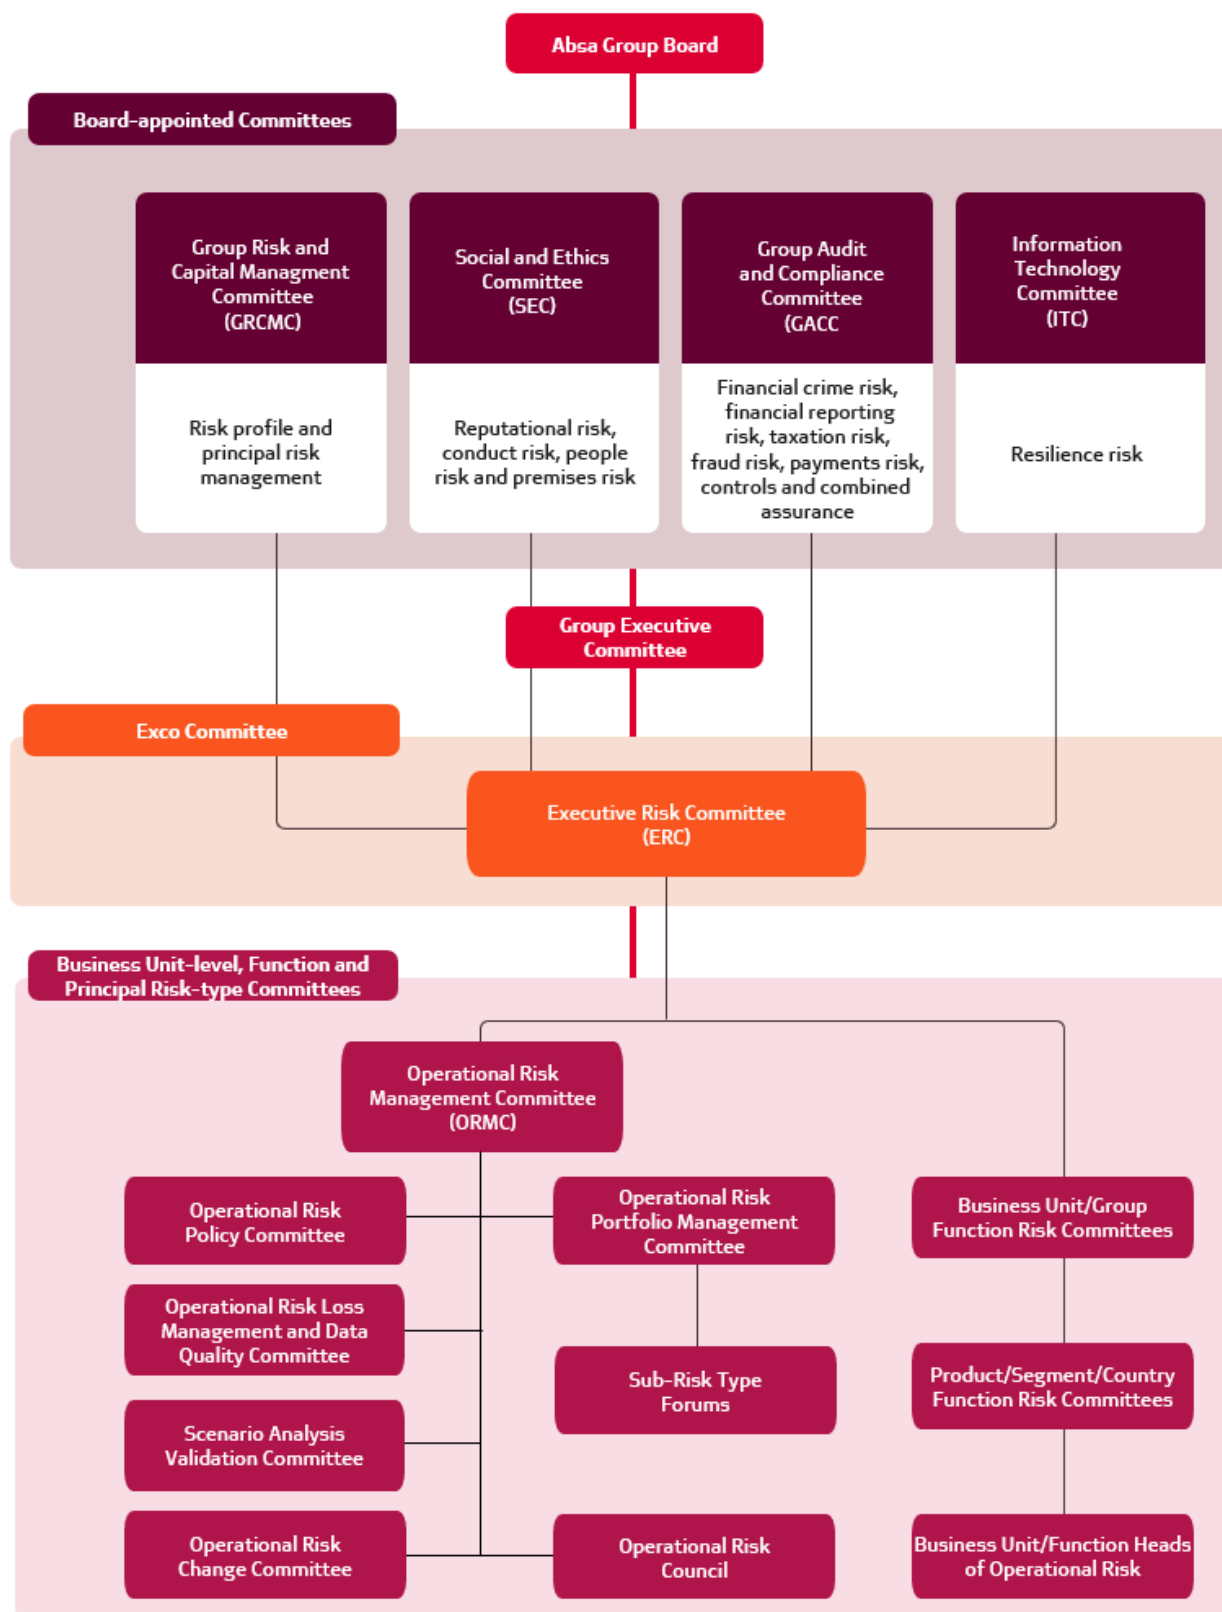 Absa Group Board
Board-appointed Committees
Group Risk and
Capital Managment
Committee
(GRCMC)
Risk profile and
principal risk
management
Social and Ethics
Committee
(SEC)
Reputational risk,
conduct risk, people
risk and premises risk
Group Audit
and Compliance
Committee
(GACC
Financial crime risk,
financial reporting
risk, taxation risk,
fraud risk, payments risk,
controls and combined
assurance
Information
Technology
Committee
(ITC)
Resilience risk
Group Executive
Committee
Exco Committee
Executive Risk Committee
(ERC)
Business Unit-level, Function and
Principal Risk-type Committees
Operational Risk
Management Committee
(ORMC)
Operational Risk
Policy Committee
Operational Risk Loss
Management and Data
Quality Committee
Scenario Analysis
Validation Committee
Operational Risk
Change Committee
Operational Risk
Portfolio Management
Committee
Sub-Risk Type
Forums
Operational Risk
Council
Business Unit/Group
Function Risk Committees
Product/Segment/Country
Function Risk Committees
Business Unit/Function Heads
of Operational Risk